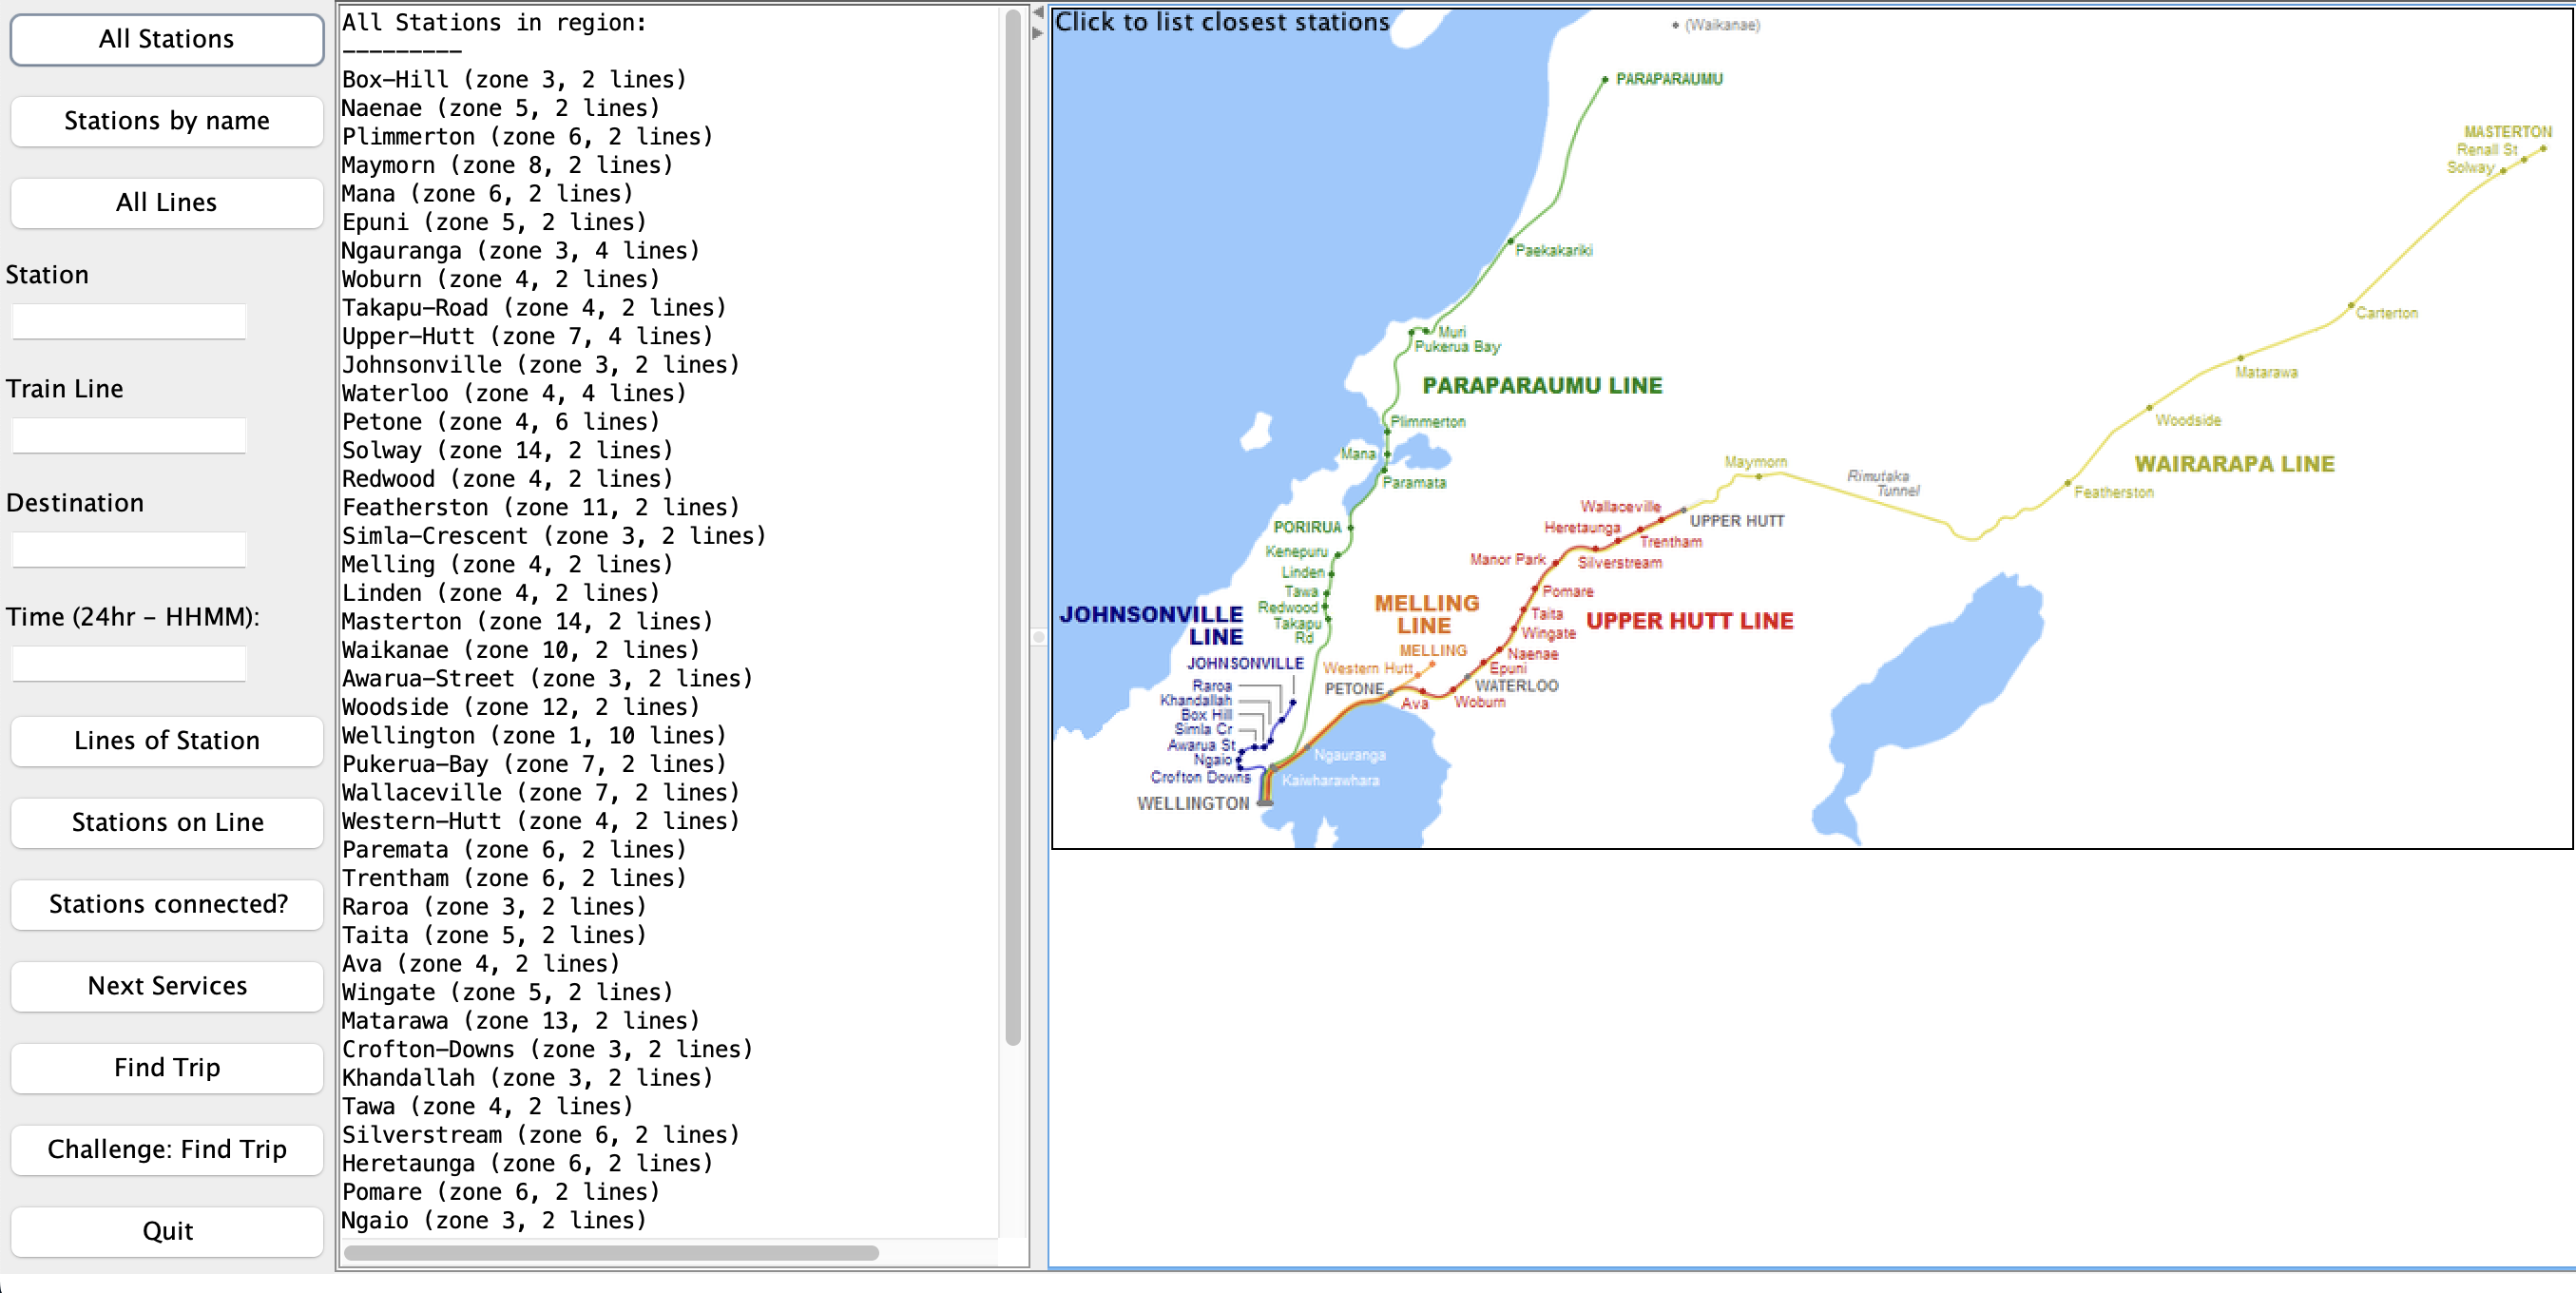 All Stations
Stations by name
All Lines
Station
Train Line
Destination
Time (24hr - HHMM):
Lines of Station
Stations on Line
Stations connected?
Next Services
Find Trip
Challenge: Find Trip
Quit
All Stations in region:
---------
Box-Hill (zone 3, 2 lines)
Naenae (zone 5, 2 lines)
Plimmerton (zone 6, 2 lines)
Maymorn (zone 8, 2 lines)
Mana (zone 6, 2 lines)
Epuni (zone 5, 2 lines)
Ngauranga (zone 3, 4 lines)
Woburn (zone 4, 2 lines)
Takapu-Road (zone 4, 2 lines)
Upper-Hutt (zone 7, 4 lines)
Johnsonville (zone 3, 2 lines)
Waterloo (zone 4, 4 lines)
Petone (zone 4, 6 lines)
Solway (zone 14, 2 lines)
Redwood (zone 4, 2 lines)
Featherston (zone 11, 2 lines)
Simla-Crescent (zone 3, 2 lines)
Melling (zone 4, 2 lines)
Linden (zone 4, 2 lines)
Masterton (zone 14, 2 lines)
Waikanae (zone 10, 2 lines)
Awarua-Street (zone 3, 2 lines)
Woodside (zone 12, 2 lines)
Wellington (zone 1, 10 lines)
Pukerua-Bay (zone 7, 2 lines)
Wallaceville (zone 7, 2 lines)
Western-Hutt (zone 4, 2 lines)
Paremata (zone 6, 2 lines)
Trentham (zone 6, 2 lines)
Raroa (zone 3, 2 lines)
Taita (zone 5, 2 lines)
Ava (zone 4, 2 lines)
Wingate (zone 5, 2 lines)
Matarawa (zone 13, 2 lines)
Crofton-Downs (zone 3, 2 lines)
Khandallah (zone 3, 2 lines)
Tawa (zone 4, 2 lines)
Silverstream (zone 6, 2 lines)
Heretaunga (zone 6, 2 lines)
Pomare (zone 6, 2 lines)
Ngaio (zone 3, 2 lines)
Click to list closest stations
(Waikanae)
PARAPARAUMU
MASTERTON
Renall St
Solway
Paekakariki
Carterton
Muri
Pukerua Bay
Matarawa
PARAPARAUMU LINE
Plimmerton
Woodside
Mana
Maymorn
WAIRARAPA LINE
Rimutaka
Tunnel
Paramata
Featherston
Wallaceville
UPPER HUTT
PORIRUA
Heretaunga
Trentham
Kenepuru
Manor Park
Silverstream
Linden
Tawa
Pomare
Redwood
MELLING
LINE
JOHNSONVILLE
LINE
Taita
UPPER HUTT LINE
Takapu
Rd
Wingate
MELLING
Naenae
JOHNSONVILLE
Western Hutt
Epuni
Raroa
PETONE
WATERLOO
Khandallah
Ava
Woburn
Box Hill
Simla Cr
Awarua St
Ngauranga
Ngaio
Crofton Downs
Kaiwharawhara
WELLINGTON